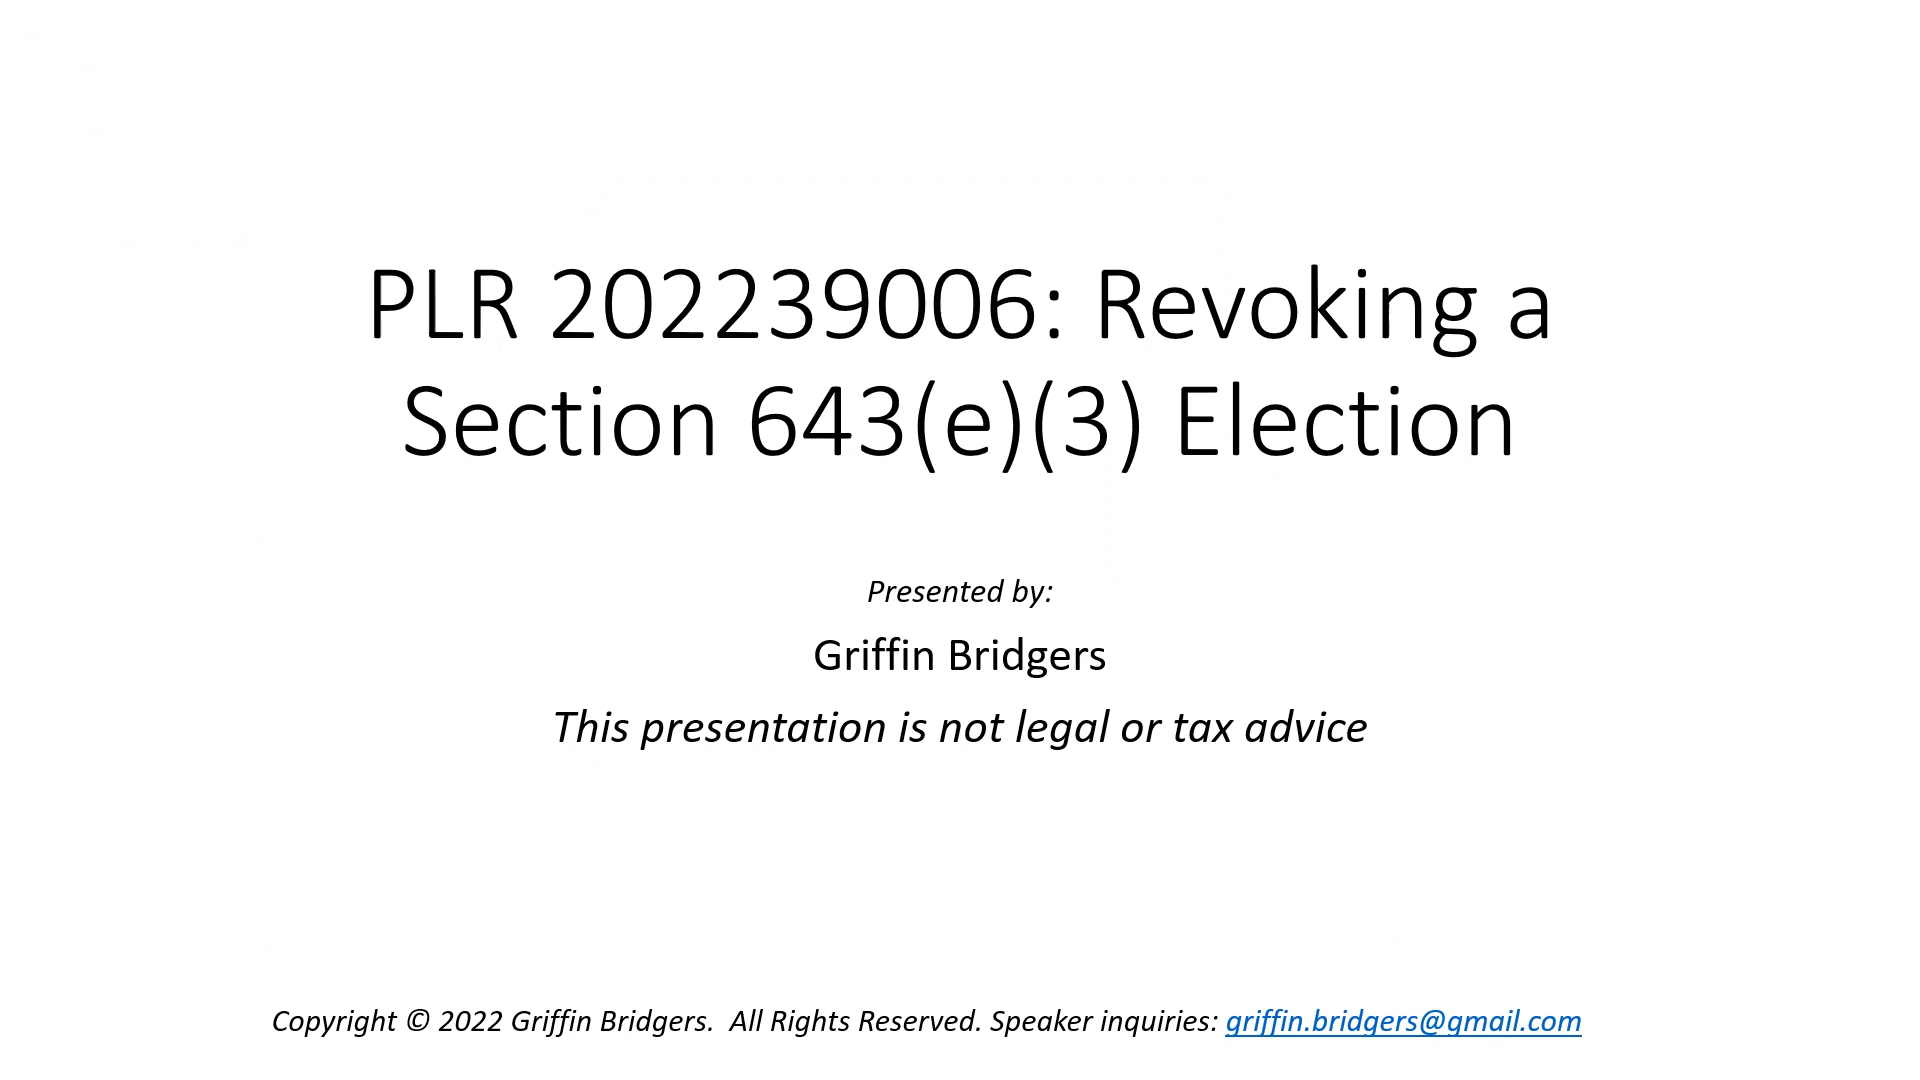 PLR 202239006: Revoking a
Section 643(e)(3) Election
Presented by:
Griffin Bridgers
This presentation is not legal or tax advice
Copyright © 2022 Griffin Bridgers.  All Rights Reserved. Speaker inquiries: griffin.bridgers@gmail.com